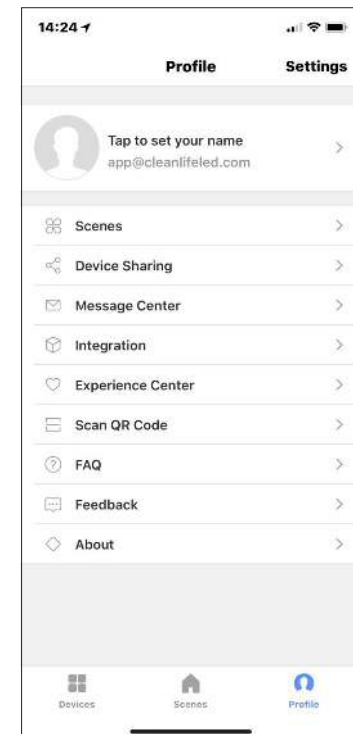 14:24
Profile
Settings
Tap to set your name
app@cleanlifeled.com
Scenes
Device Sharing
Message Center
Integration
Experience Center
Scan QR Code
FAQ
Feedback
About
Devices
Scenes
Profile